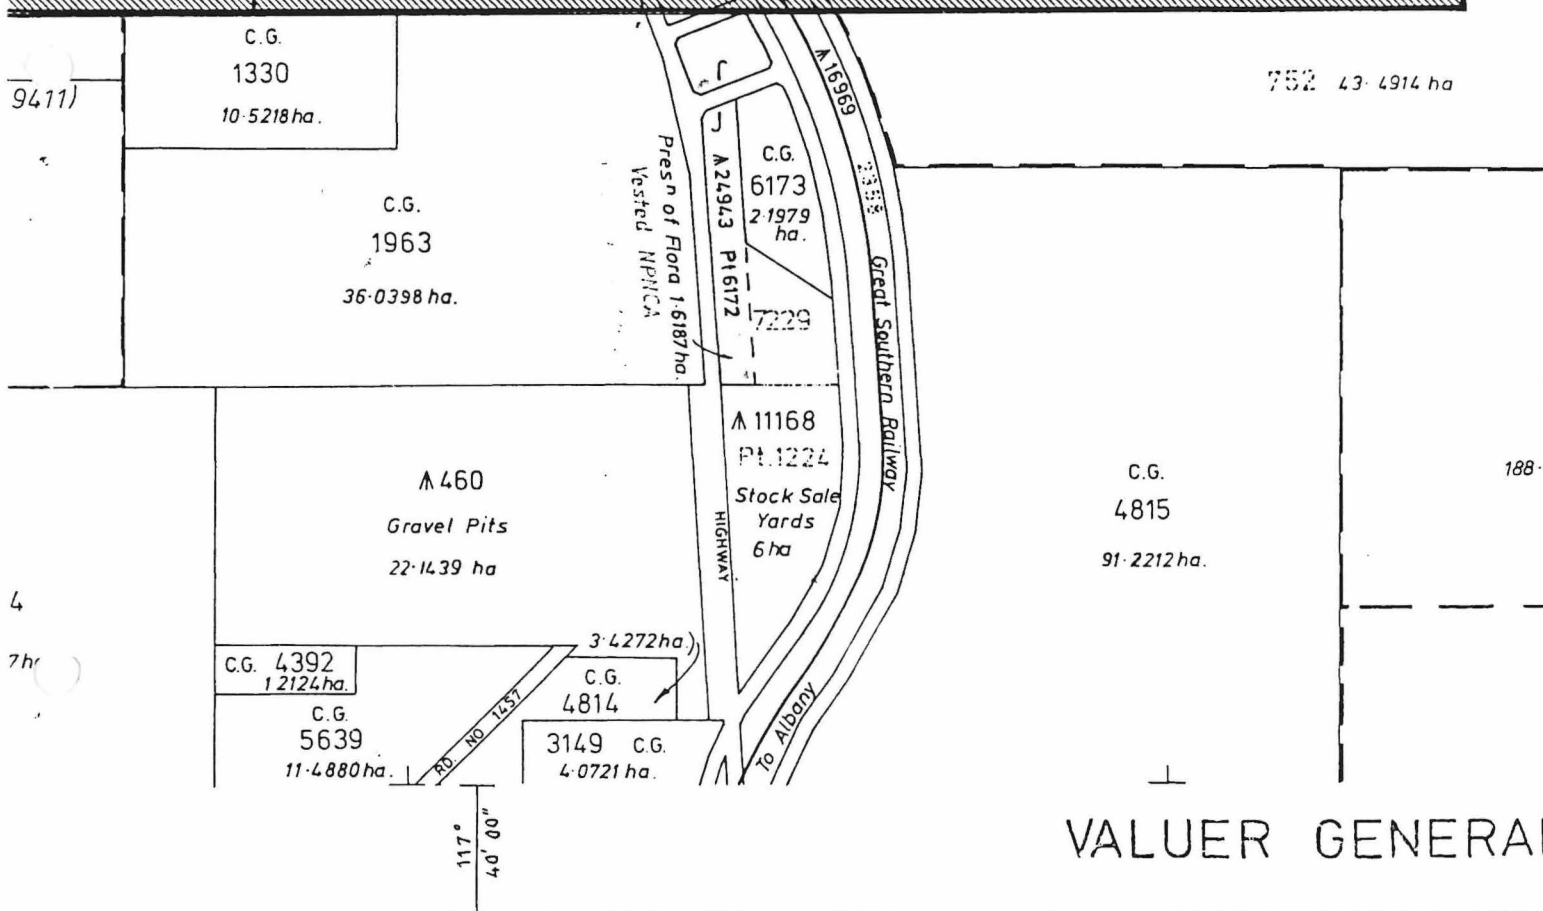 C.G.
1330
10·5218 ha.
9411)
C.G.
1963
36·0398 ha.
Pres'n of Flora 1·6187 ha.
Vested NPNCA
24943 Pt 6172
C.G.
6173
2·1979
ha.
7229
16969
2359
Great Southern Railway
752 43·4914 ha
460
Gravel Pits
22·1439 ha
11168
Pt.1224
Stock Sale
Yards
6 ha
HIGHWAY
C.G.
4815
91·2212 ha.
188·
4
7h
C.G. 4392
1·2124 ha.
C.G.
5639
11·4880 ha.
RD. NO 1457
3·4272 ha.)
C.G.
4814
3149 C.G.
4·0721 ha.
To Albany
117°
40' 00"
VALUER GENERAL